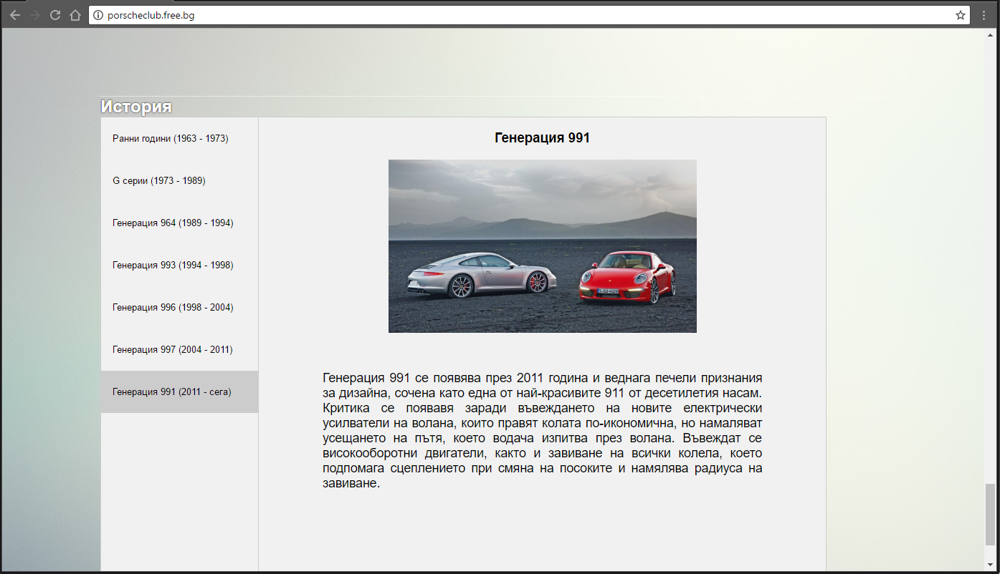 porscheclub.free.bg
История
Ранни години (1963 - 1973)
G серии (1973 - 1989)
Генерация 964 (1989 - 1994)
Генерация 993 (1994 - 1998)
Генерация 996 (1998 - 2004)
Генерация 997 (2004 - 2011)
Генерация 991 (2011 - сега)
Генерация 991
Генерация 991 се появява през 2011 година и веднага печели признания
за дизайна, сочена като една от най-красивите 911 от десетилетия насам.
Критика се появавя заради въвеждането на новите електрически
усилватели на волана, които правят колата по-икономична, но намаляват
усещането на пътя, което водача изпитва през волана. Въвеждат се
високооборотни двигатели, както и завиване на всички колела, което
подпомага сцеплението при смяна на посоките и намялява радиуса на
завиване.